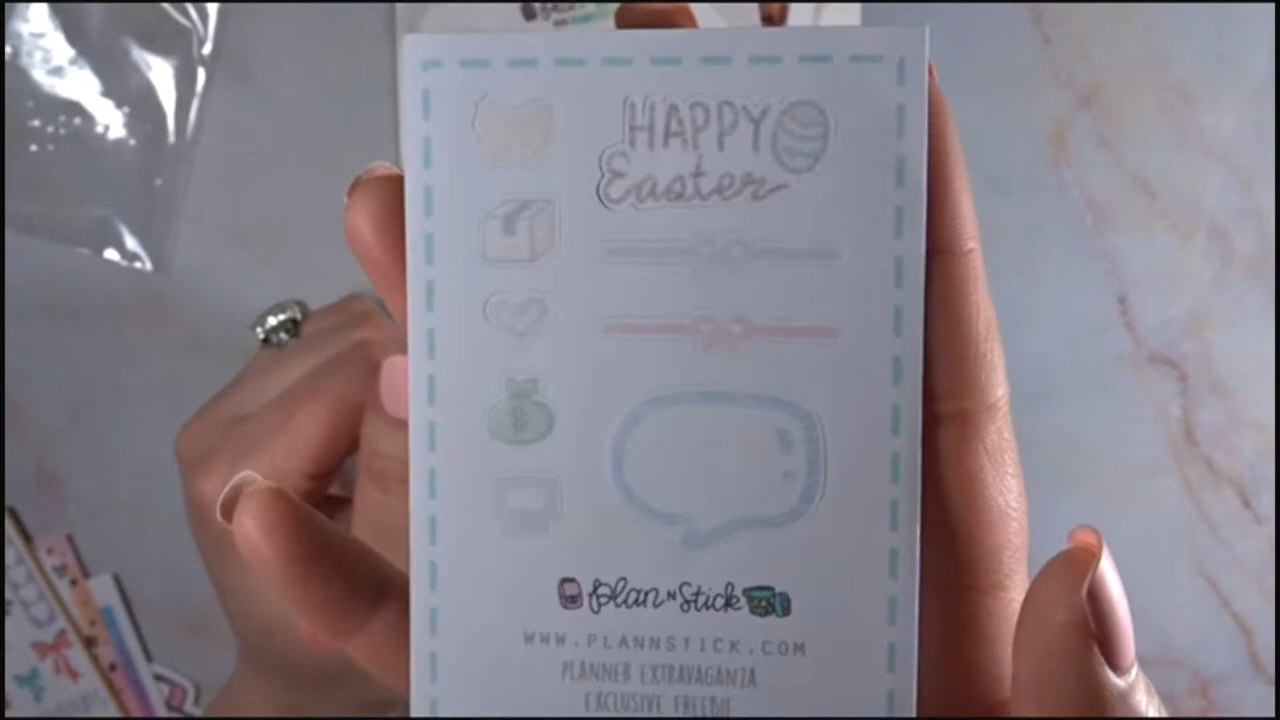 HAPPY
Easter
Plan N Stick
WWW.PLANNSTICK.COM
PLANNER EXTRAVAGANZA
EXCLUSIVE FREEBIE